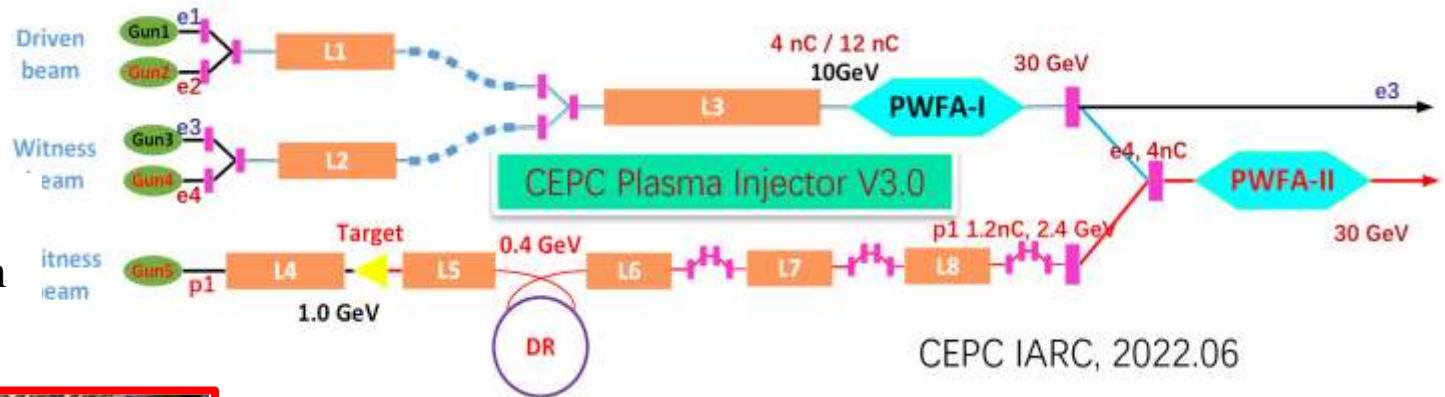 Driven
beam
Gun1
e1
Gun2
e2
L1
Witness
eam
Gun3
e3
Gun4
e4
L2
L3
4 nC / 12 nC
10GeV
PWFA-I
30 GeV
e3
e4, 4nC
PWFA-II
30 GeV
CEPC Plasma Injector V3.0
itness
eam
Gun5
p1
L4
Target
1.0 GeV
L5
0.4 GeV
DR
L6
L7
L8
p1 1.2nC, 2.4 GeV
CEPC IARC, 2022.06